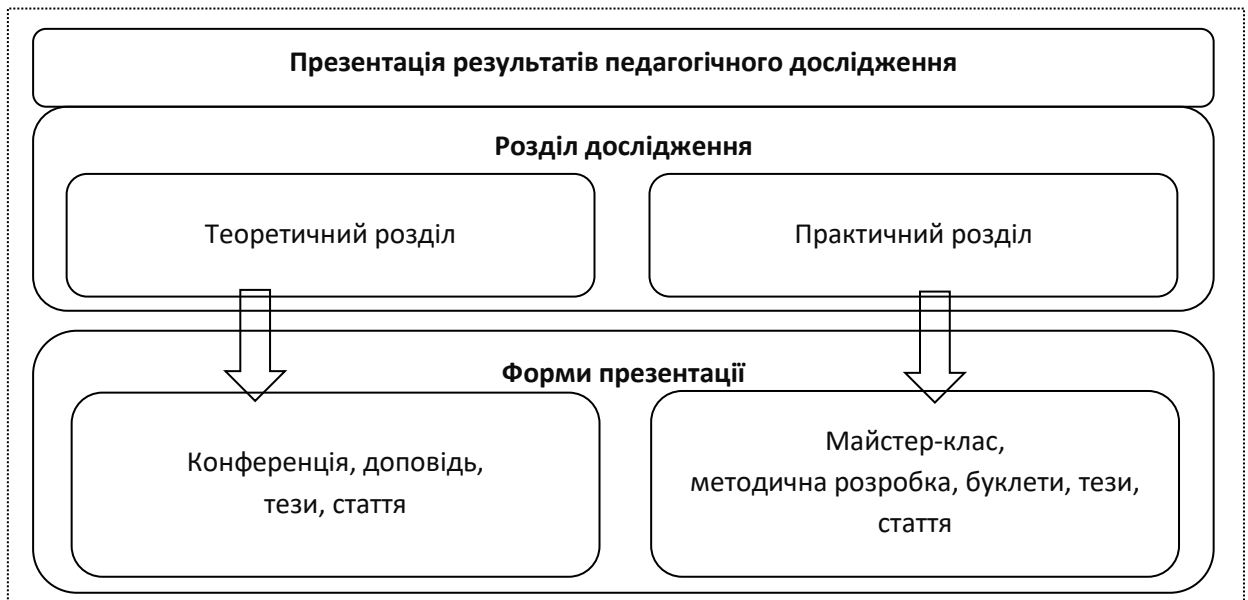 Презентація результатів педагогічного дослідження
Розділ дослідження
Теоретичний розділ
Практичний розділ
Форми презентації
Конференція, доповідь,
тези, стаття
Майстер-клас,
методична розробка, буклети, тези,
стаття